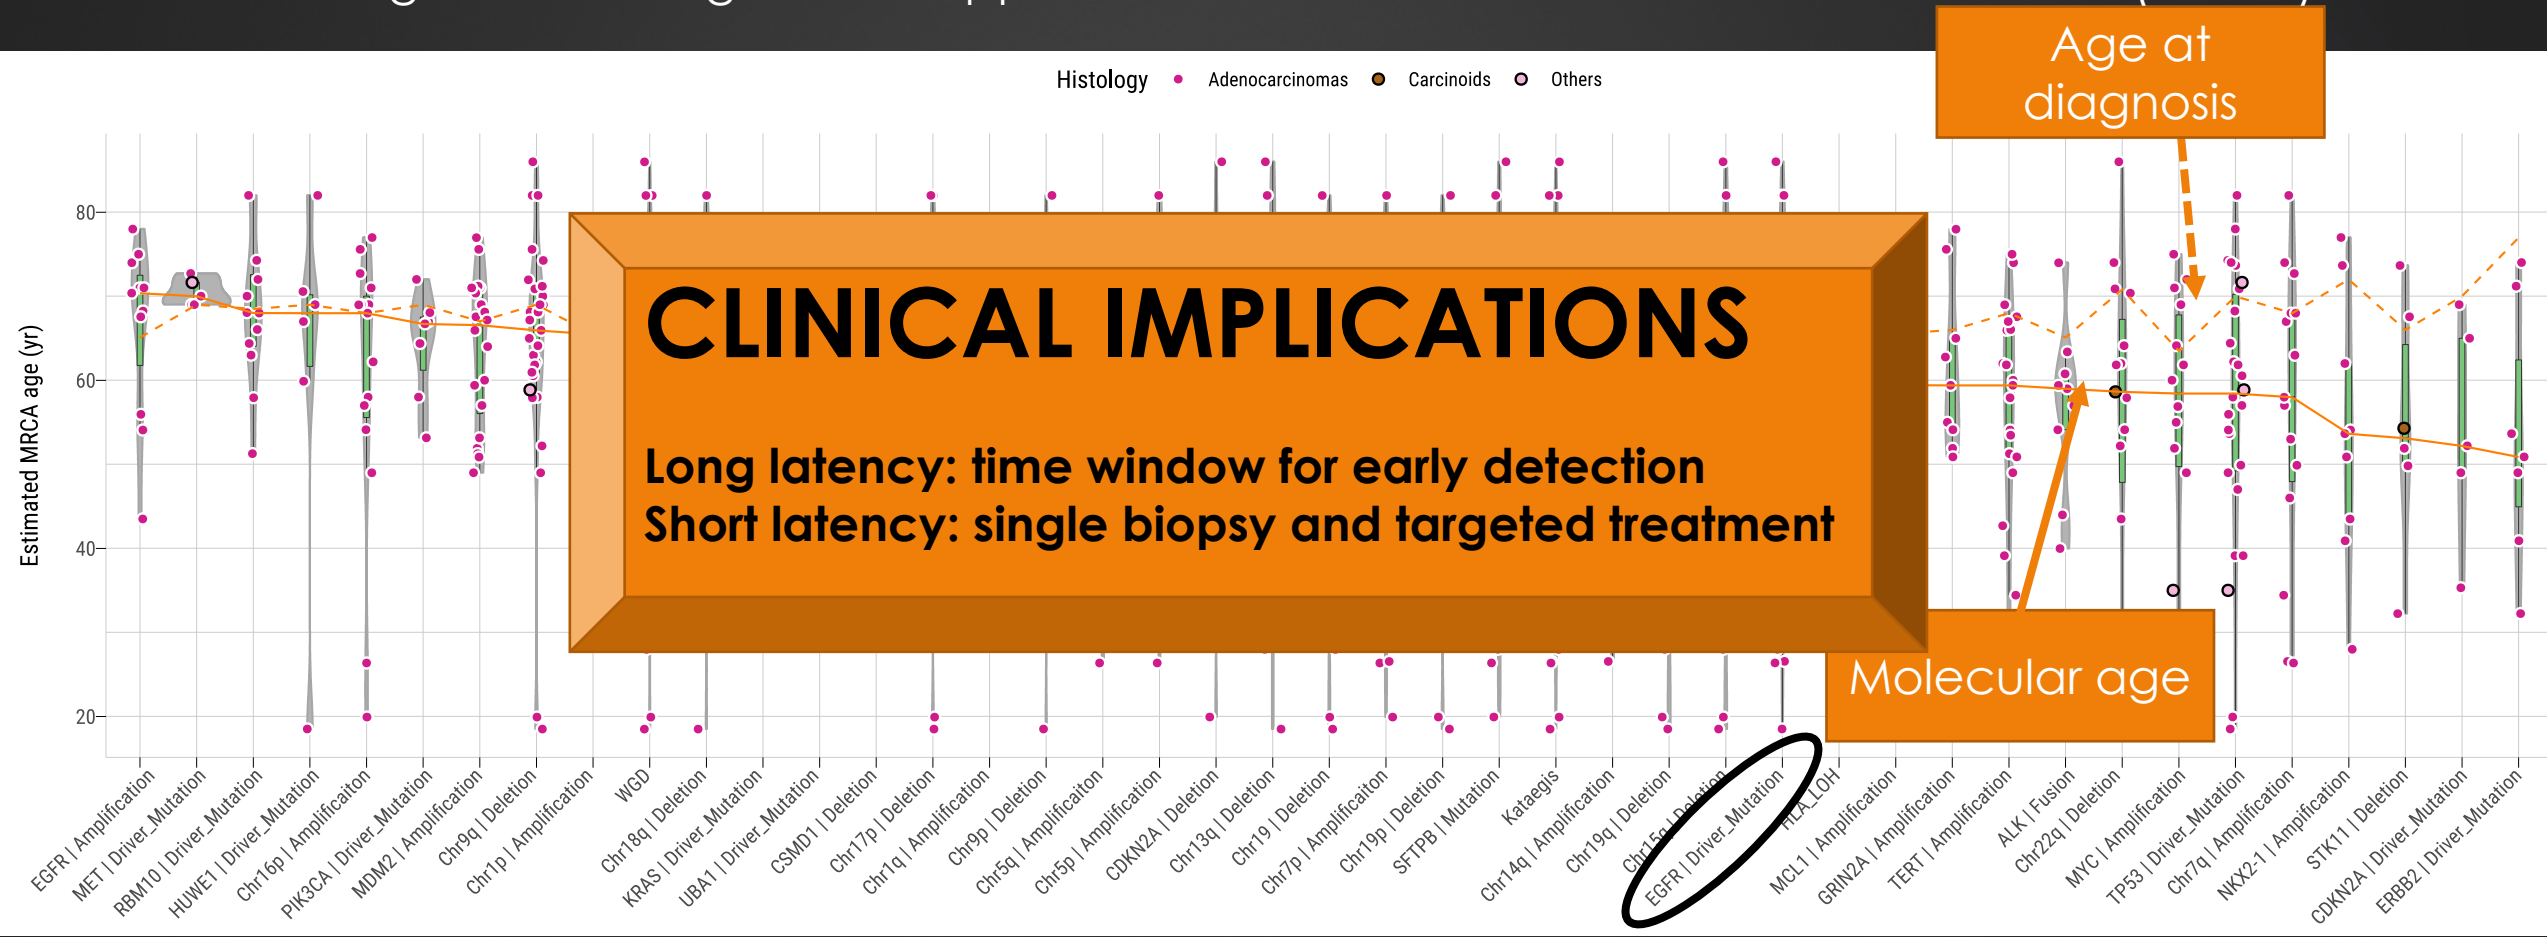 Age at
diagnosis
Histology Adenocarcinomas Carcinoids Others
Estimated MRCA age (yr)
80
60
40
20
CLINICAL IMPLICATIONS
Long latency: time window for early detection
Short latency: single biopsy and targeted treatment
Molecular age
EGFR | Amplification
MET | Driver_Mutation
RBM10 | Driver_Mutation
HUWE1 | Driver_Mutation
Chr16p | Amplificaiton
PIK3CA | Driver_Mutation
MDM2 | Amplification
Chr9q | Deletion
Chr1p | Amplification
WGD
Chr18q | Deletion
KRAS | Driver_Mutation
UBA1 | Driver_Mutation
CSMD1 | Deletion
Chr17p | Deletion
Chr1q | Amplification
Chr9p | Deletion
Chr5q | Amplificaiton
Chr5p | Amplification
CDKN2A | Deletion
Chr13q | Deletion
Chr19 | Deletion
Chr7p | Amplificaiton
Chr19p | Deletion
SFTPB | Mutation
Kataegis
Chr14q | Amplification
Chr19q | Deletion
Chr15q | Deletion
EGFR | Driver_Mutation
HLA_LOH
MCL1 | Amplification
GRIN2A | Amplification
TERT | Amplification
ALK | Fusion
Chr22q | Deletion
MYC | Amplification
TP53 | Driver_Mutation
Chr7q | Amplification
NKX2-1 | Amplification
STK11 | Deletion
CDKN2A | Driver_Mutation
ERBB2 | Driver_Mutation